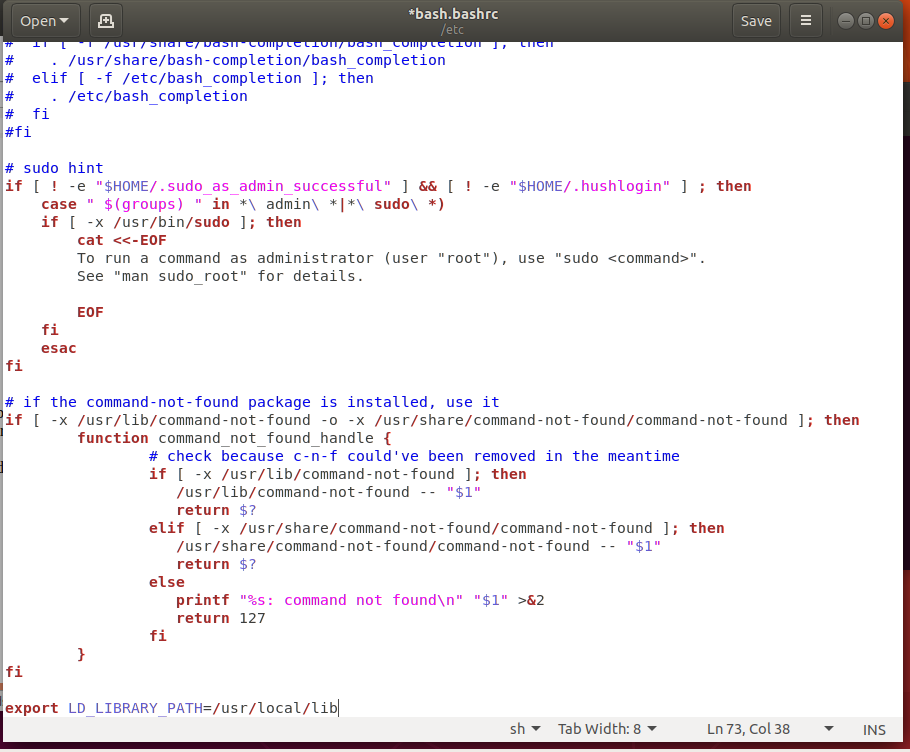 Open
*bash.bashrc
/etc
Save
#  if [ -f /usr/share/bash-completion/bash_completion ]; then
#    . /usr/share/bash-completion/bash_completion
#  elif [ -f /etc/bash_completion ]; then
#    . /etc/bash_completion
#  fi
#fi
# sudo hint
if [ ! -e "$HOME/.sudo_as_admin_successful" ] && [ ! -e "$HOME/.hushlogin" ] ; then
    case " $(groups) " in *\ admin\ *|*\ sudo\ *)
    if [ -x /usr/bin/sudo ]; then
        cat <<-EOF
        To run a command as administrator (user "root"), use "sudo <command>".
        See "man sudo_root" for details.
        EOF
    fi
    esac
fi
# if the command-not-found package is installed, use it
if [ -x /usr/lib/command-not-found -o -x /usr/share/command-not-found/command-not-found ]; then
        function command_not_found_handle {
                # check because c-n-f could've been removed in the meantime
                if [ -x /usr/lib/command-not-found ]; then
                   /usr/lib/command-not-found -- "$1"
                   return $?
                elif [ -x /usr/share/command-not-found/command-not-found ]; then
                   /usr/share/command-not-found/command-not-found -- "$1"
                   return $?
                else
                   printf "%s: command not found\n" "$1" >&2
                   return 127
                fi
        }
fi
export LD_LIBRARY_PATH=/usr/local/lib
sh Tab Width: 8 Ln 73, Col 38 INS